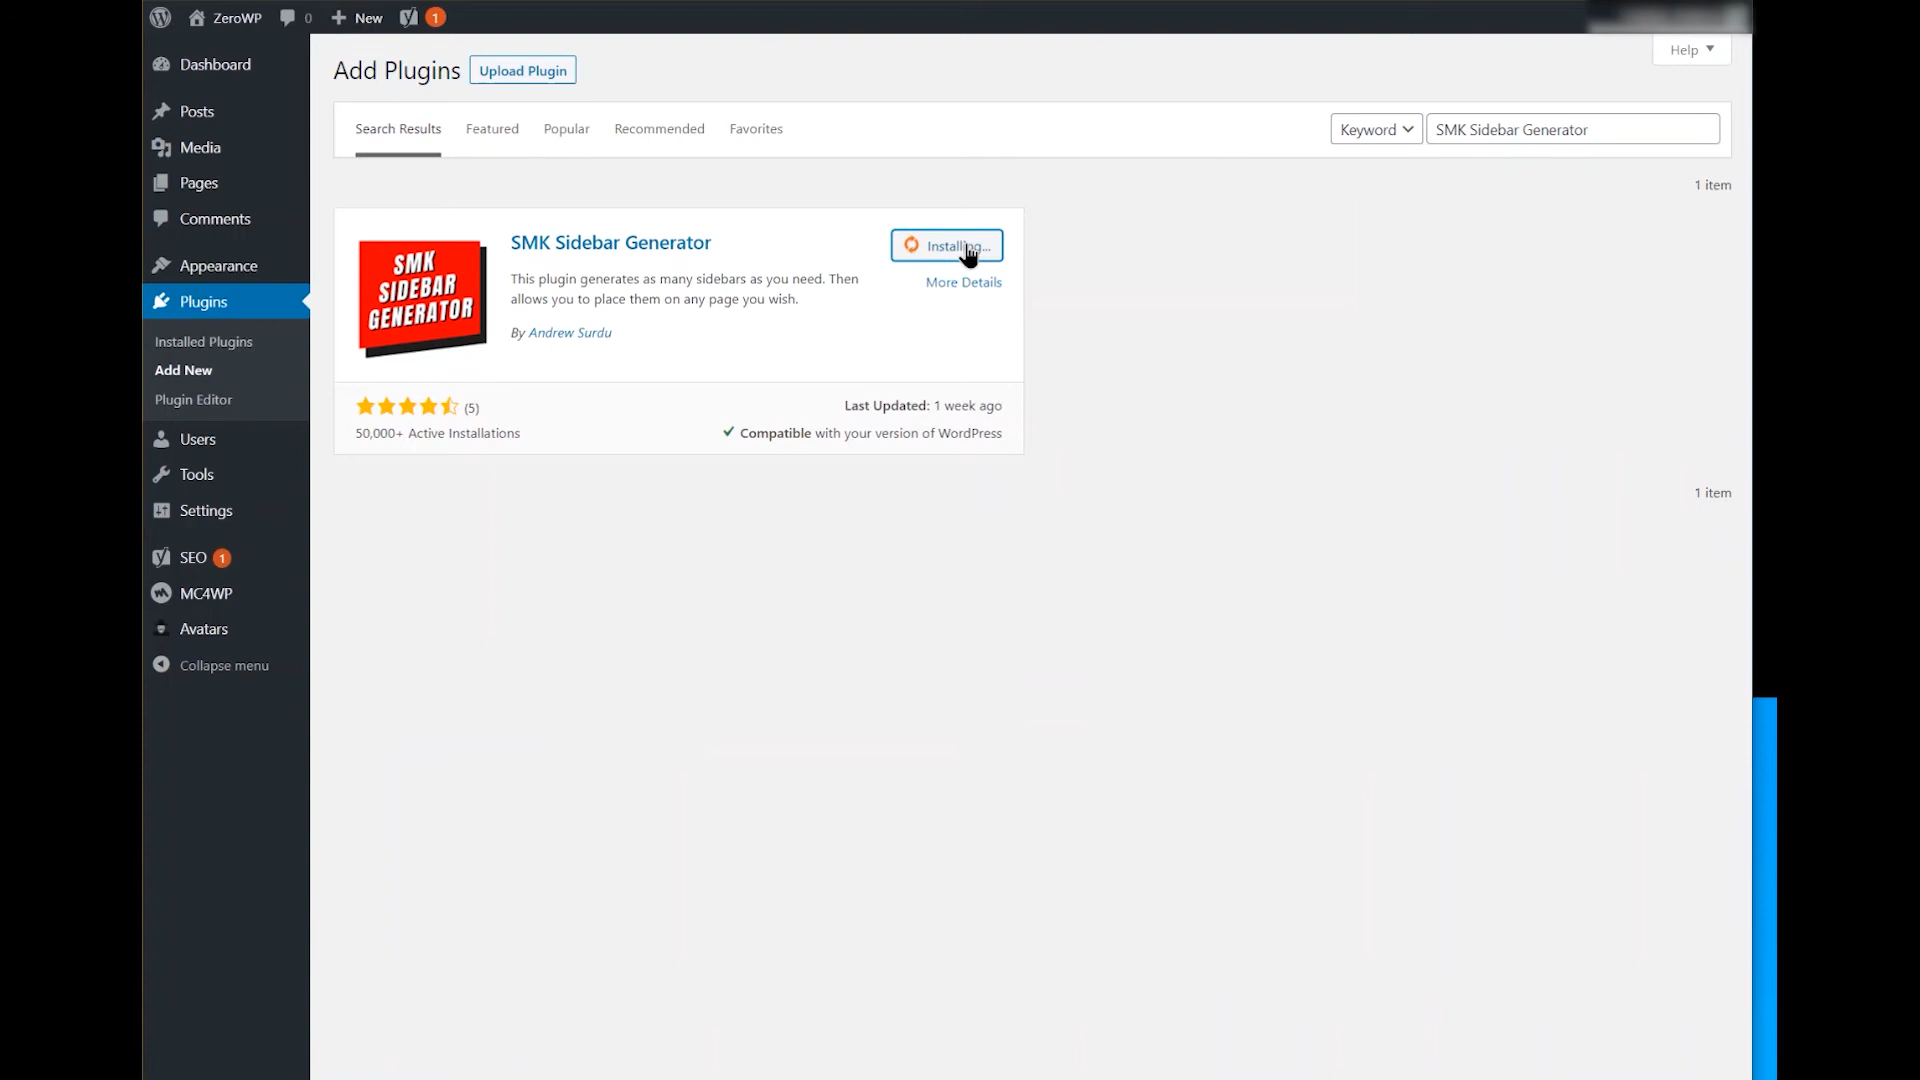 ZeroWP 0 New 1
Help
Dashboard
Posts
Media
Pages
Comments
Appearance
Plugins
Installed Plugins
Add New
Plugin Editor
Users
Tools
Settings
SEO 1
MC4WP
Avatars
Collapse menu
Add Plugins Upload Plugin
Search Results Featured Popular Recommended Favorites Keyword SMK Sidebar Generator
1 item
SMK
SIDEBAR
GENERATOR
SMK Sidebar Generator
This plugin generates as many sidebars as you need. Then
allows you to place them on any page you wish.
By Andrew Surdu
Installing...
More Details
(5)
50,000+ Active Installations
Last Updated: 1 week ago
Compatible with your version of WordPress
1 item